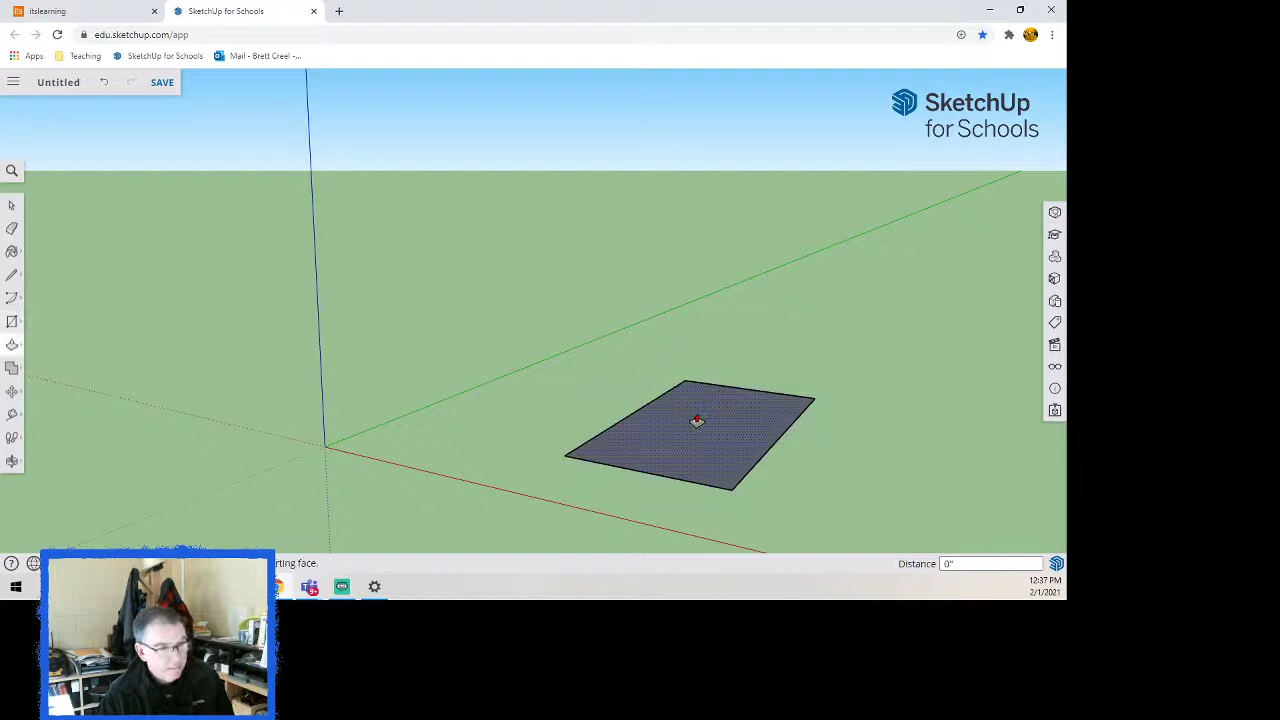 itslearning
SketchUp for Schools
edu.sketchup.com/app
Apps
Teaching
SketchUp for Schools
Mail - Brett Creel -...
Untitled
SAVE
SketchUp
for Schools
rting face.
Distance
0"
9+
12:37 PM
2/1/2021